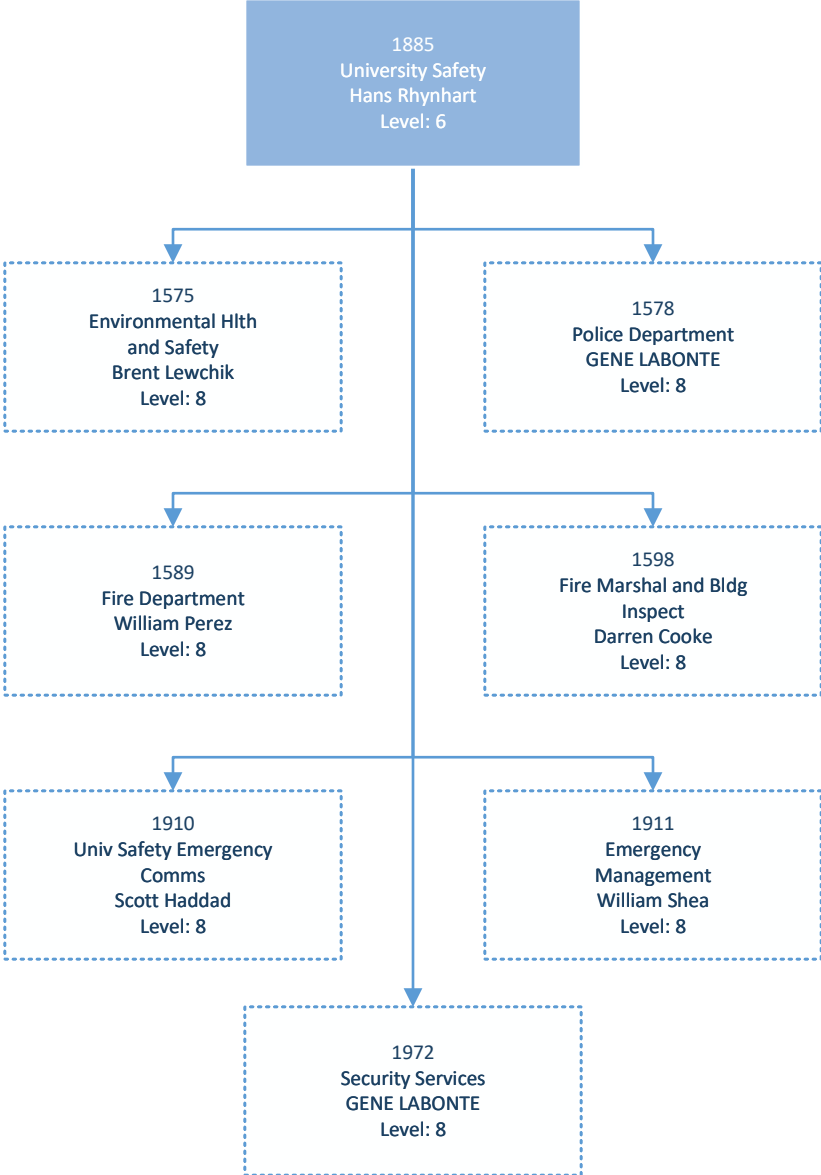 1885
University Safety
Hans Rhynhart
Level: 6
1575
Environmental Hlth
and Safety
Brent Lewchik
Level: 8
1578
Police Department
GENE LABONTE
Level: 8
1589
Fire Department
William Perez
Level: 8
1598
Fire Marshal and Bldg
Inspect
Darren Cooke
Level: 8
1910
Univ Safety Emergency
Comms
Scott Haddad
Level: 8
1911
Emergency
Management
William Shea
Level: 8
1972
Security Services
GENE LABONTE
Level: 8